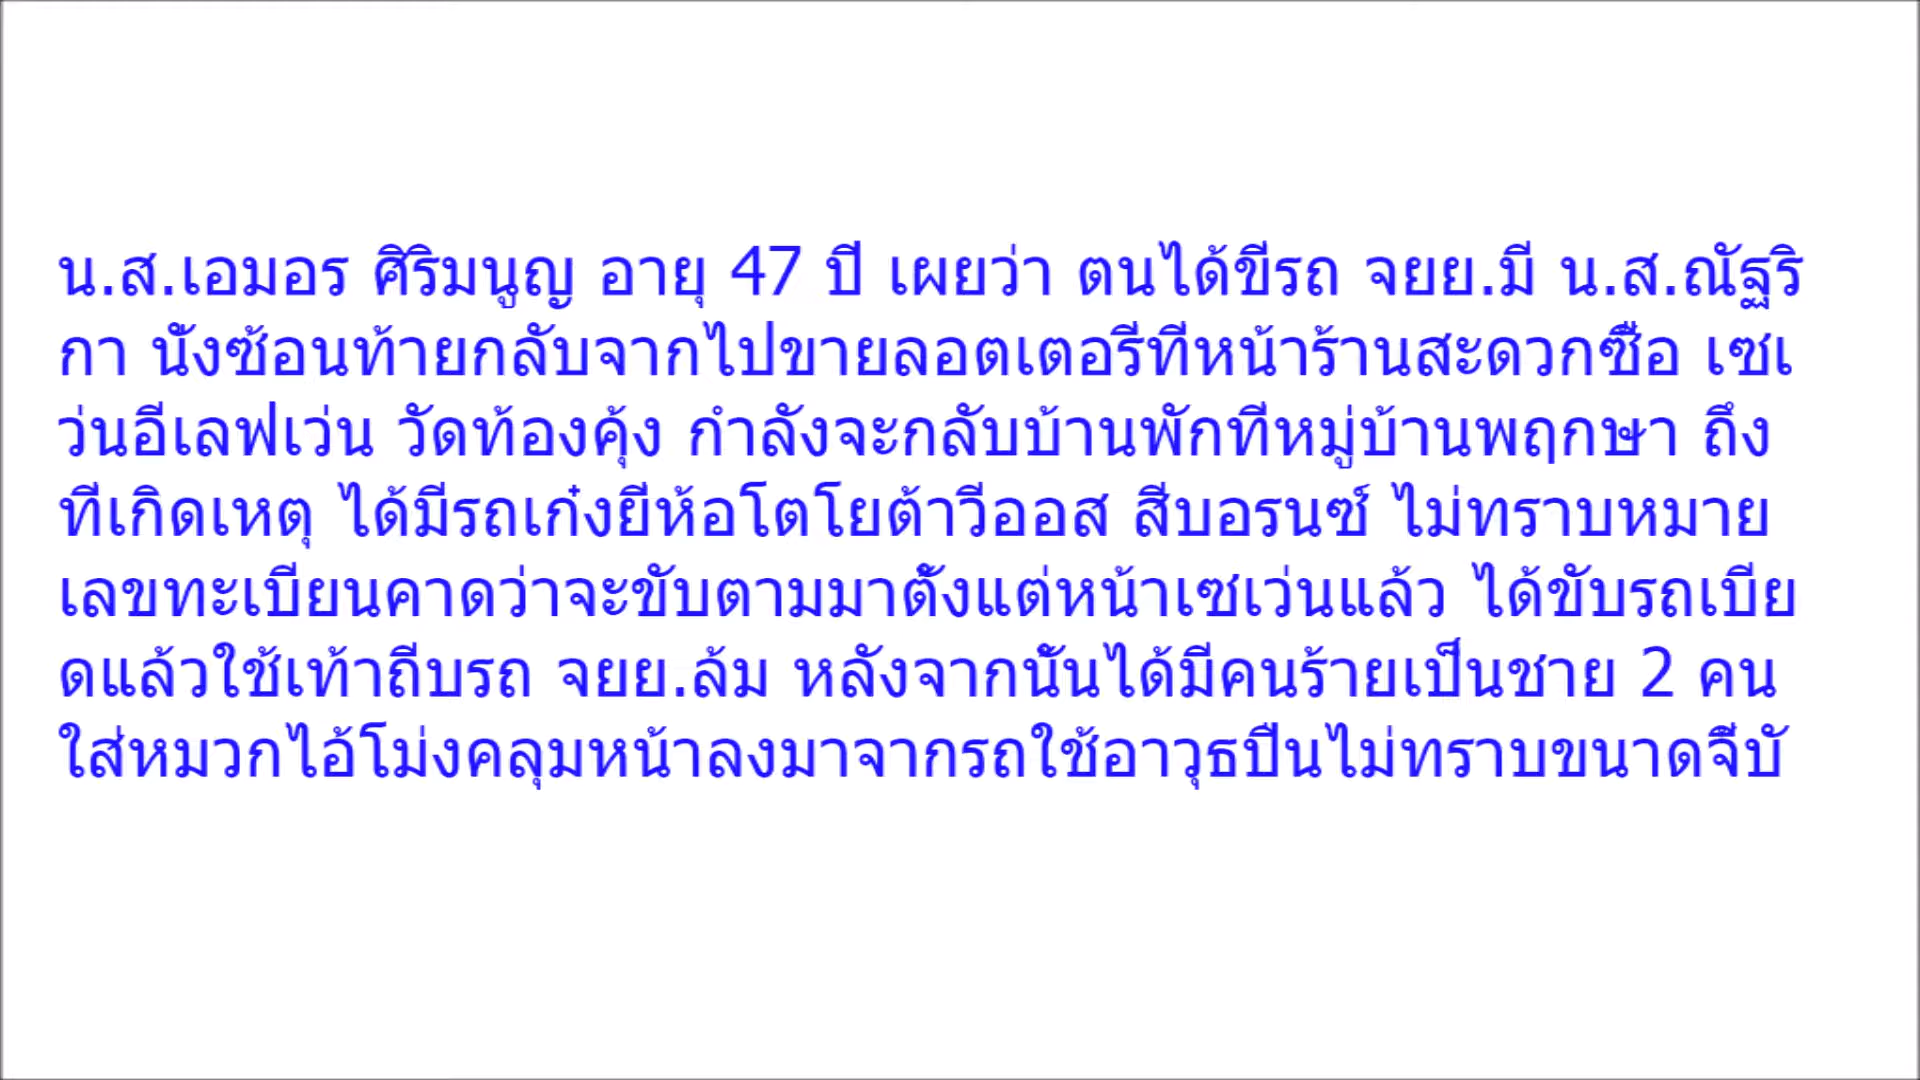 น.ส.เอมอร ศิริมนูญ อายุ 47 ปี เผยว่า ตนได้ขี่รถ จยย.มี น.ส.ณัฐริ
กา นั่งซ้อนท้ายกลับจากไปขายลอตเตอรี่ที่หน้าร้านสะดวกซื้อ เซเ
ว่นอีเลฟเว่น วัดท้องคุ้ง กำลังจะกลับบ้านพักที่หมู่บ้านพฤกษา ถึง
ที่เกิดเหตุ ได้มีรถเก๋งยี่ห้อโตโยต้าวีออส สีบอรนซ์ ไม่ทราบหมาย
เลขทะเบียนคาดว่าจะขับตามมาตั้งแต่หน้าเซเว่นแล้ว ได้ขับรถเบีย
ดแล้วใช้เท้าถีบรถ จยย.ล้ม หลังจากนั้นได้มีคนร้ายเป็นชาย 2 คน
ใส่หมวกไอ้โม่งคลุมหน้าลงมาจากรถใช้อาวุธปืนไม่ทราบขนาดจี้บั